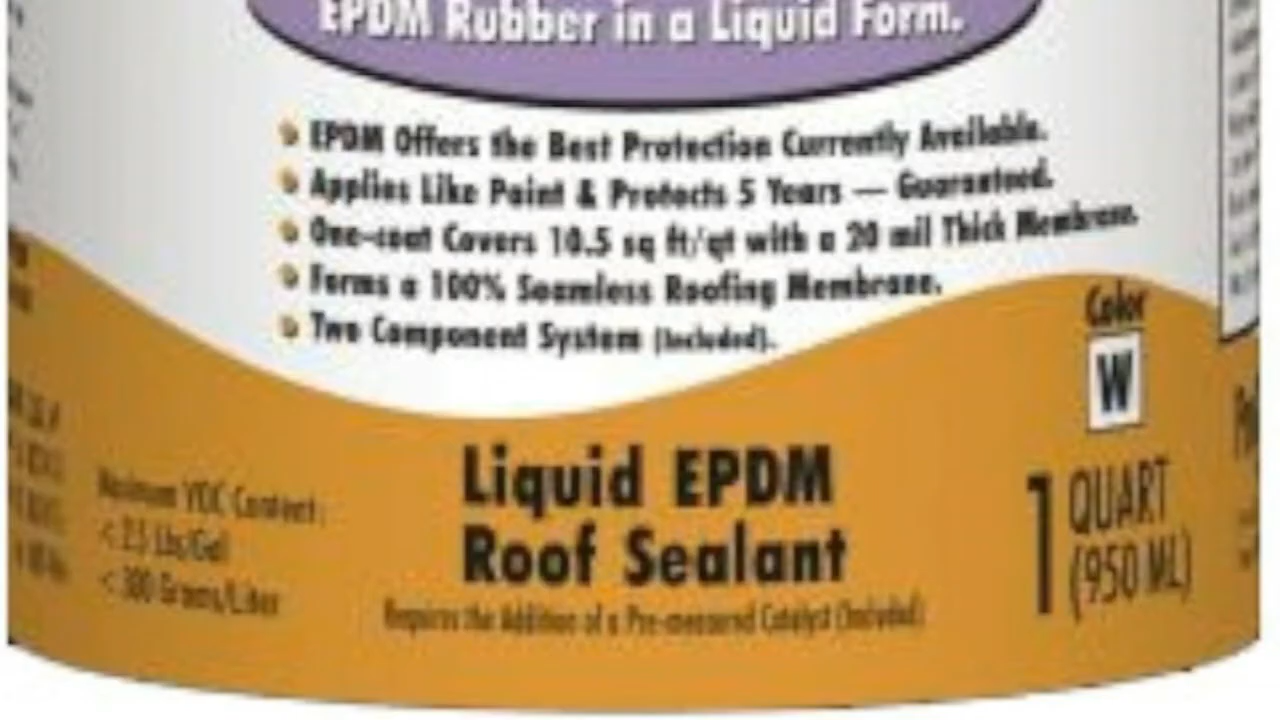 EPDM Rubber in a Liquid Form.
EPDM Offers the Best Protection Currently Available.
Applies Like Paint & Protects 5 Years — Guaranteed.
One-coat Covers 10.5 sq ft/qt with a 20 mil Thick Membrane.
Forms a 100% Seamless Roofing Membrane.
Two Component System (Included).
Color
W
Liquid EPDM
Roof Sealant
Requires the Addition of a Pre-measured Catalyst (Included)
1 QUART
(950 ML)
Maximum VOC Content:
< 2.5 Lbs/Gal
< 300 Grams/Liter